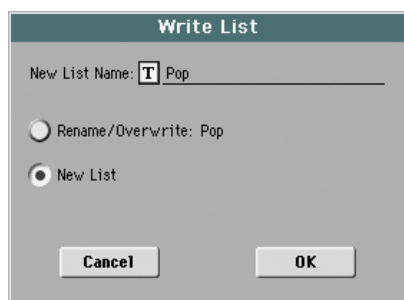 Write List
New List Name: T Pop
Rename/Overwrite: Pop
New List
Cancel OK